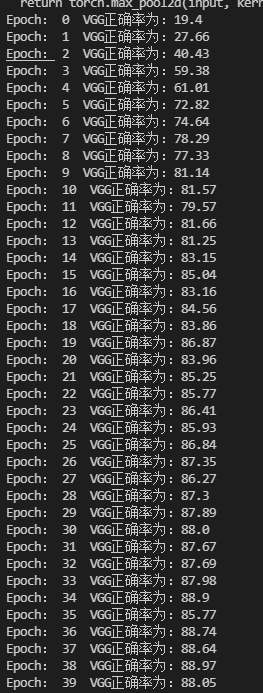 return torch.max_pool2d(input, kern
Epoch: 0 VGG正确率为：19.4
Epoch: 1 VGG正确率为：27.66
Epoch: 2 VGG正确率为：40.43
Epoch: 3 VGG正确率为：59.38
Epoch: 4 VGG正确率为：61.01
Epoch: 5 VGG正确率为：72.82
Epoch: 6 VGG正确率为：74.64
Epoch: 7 VGG正确率为：78.29
Epoch: 8 VGG正确率为：77.33
Epoch: 9 VGG正确率为：81.14
Epoch: 10 VGG正确率为：81.57
Epoch: 11 VGG正确率为：79.57
Epoch: 12 VGG正确率为：81.66
Epoch: 13 VGG正确率为：81.25
Epoch: 14 VGG正确率为：83.15
Epoch: 15 VGG正确率为：85.04
Epoch: 16 VGG正确率为：83.16
Epoch: 17 VGG正确率为：84.56
Epoch: 18 VGG正确率为：83.86
Epoch: 19 VGG正确率为：86.87
Epoch: 20 VGG正确率为：83.96
Epoch: 21 VGG正确率为：85.25
Epoch: 22 VGG正确率为：85.77
Epoch: 23 VGG正确率为：86.41
Epoch: 24 VGG正确率为：85.93
Epoch: 25 VGG正确率为：86.84
Epoch: 26 VGG正确率为：87.35
Epoch: 27 VGG正确率为：86.27
Epoch: 28 VGG正确率为：87.3
Epoch: 29 VGG正确率为：87.89
Epoch: 30 VGG正确率为：88.0
Epoch: 31 VGG正确率为：87.67
Epoch: 32 VGG正确率为：87.69
Epoch: 33 VGG正确率为：87.98
Epoch: 34 VGG正确率为：88.9
Epoch: 35 VGG正确率为：85.77
Epoch: 36 VGG正确率为：88.74
Epoch: 37 VGG正确率为：88.64
Epoch: 38 VGG正确率为：88.97
Epoch: 39 VGG正确率为：88.05